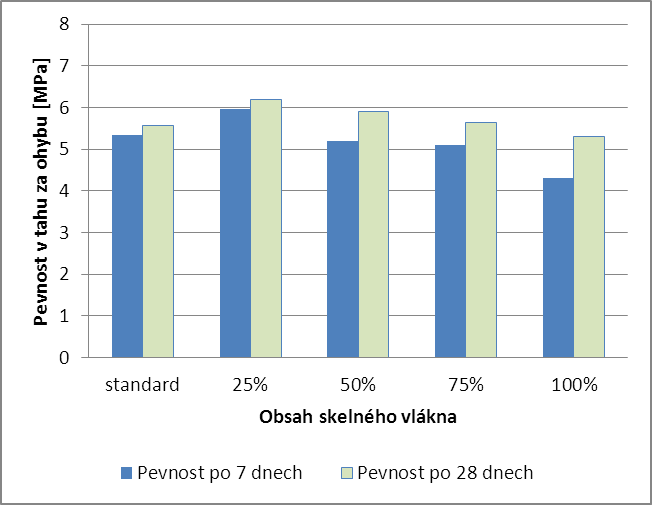 8
7
6
5
4
3
2
1
0
Pevnost v tahu za ohybu [MPa]
standard 25% 50% 75% 100%
Obsah skelného vlákna
Pevnost po 7 dnech Pevnost po 28 dnech